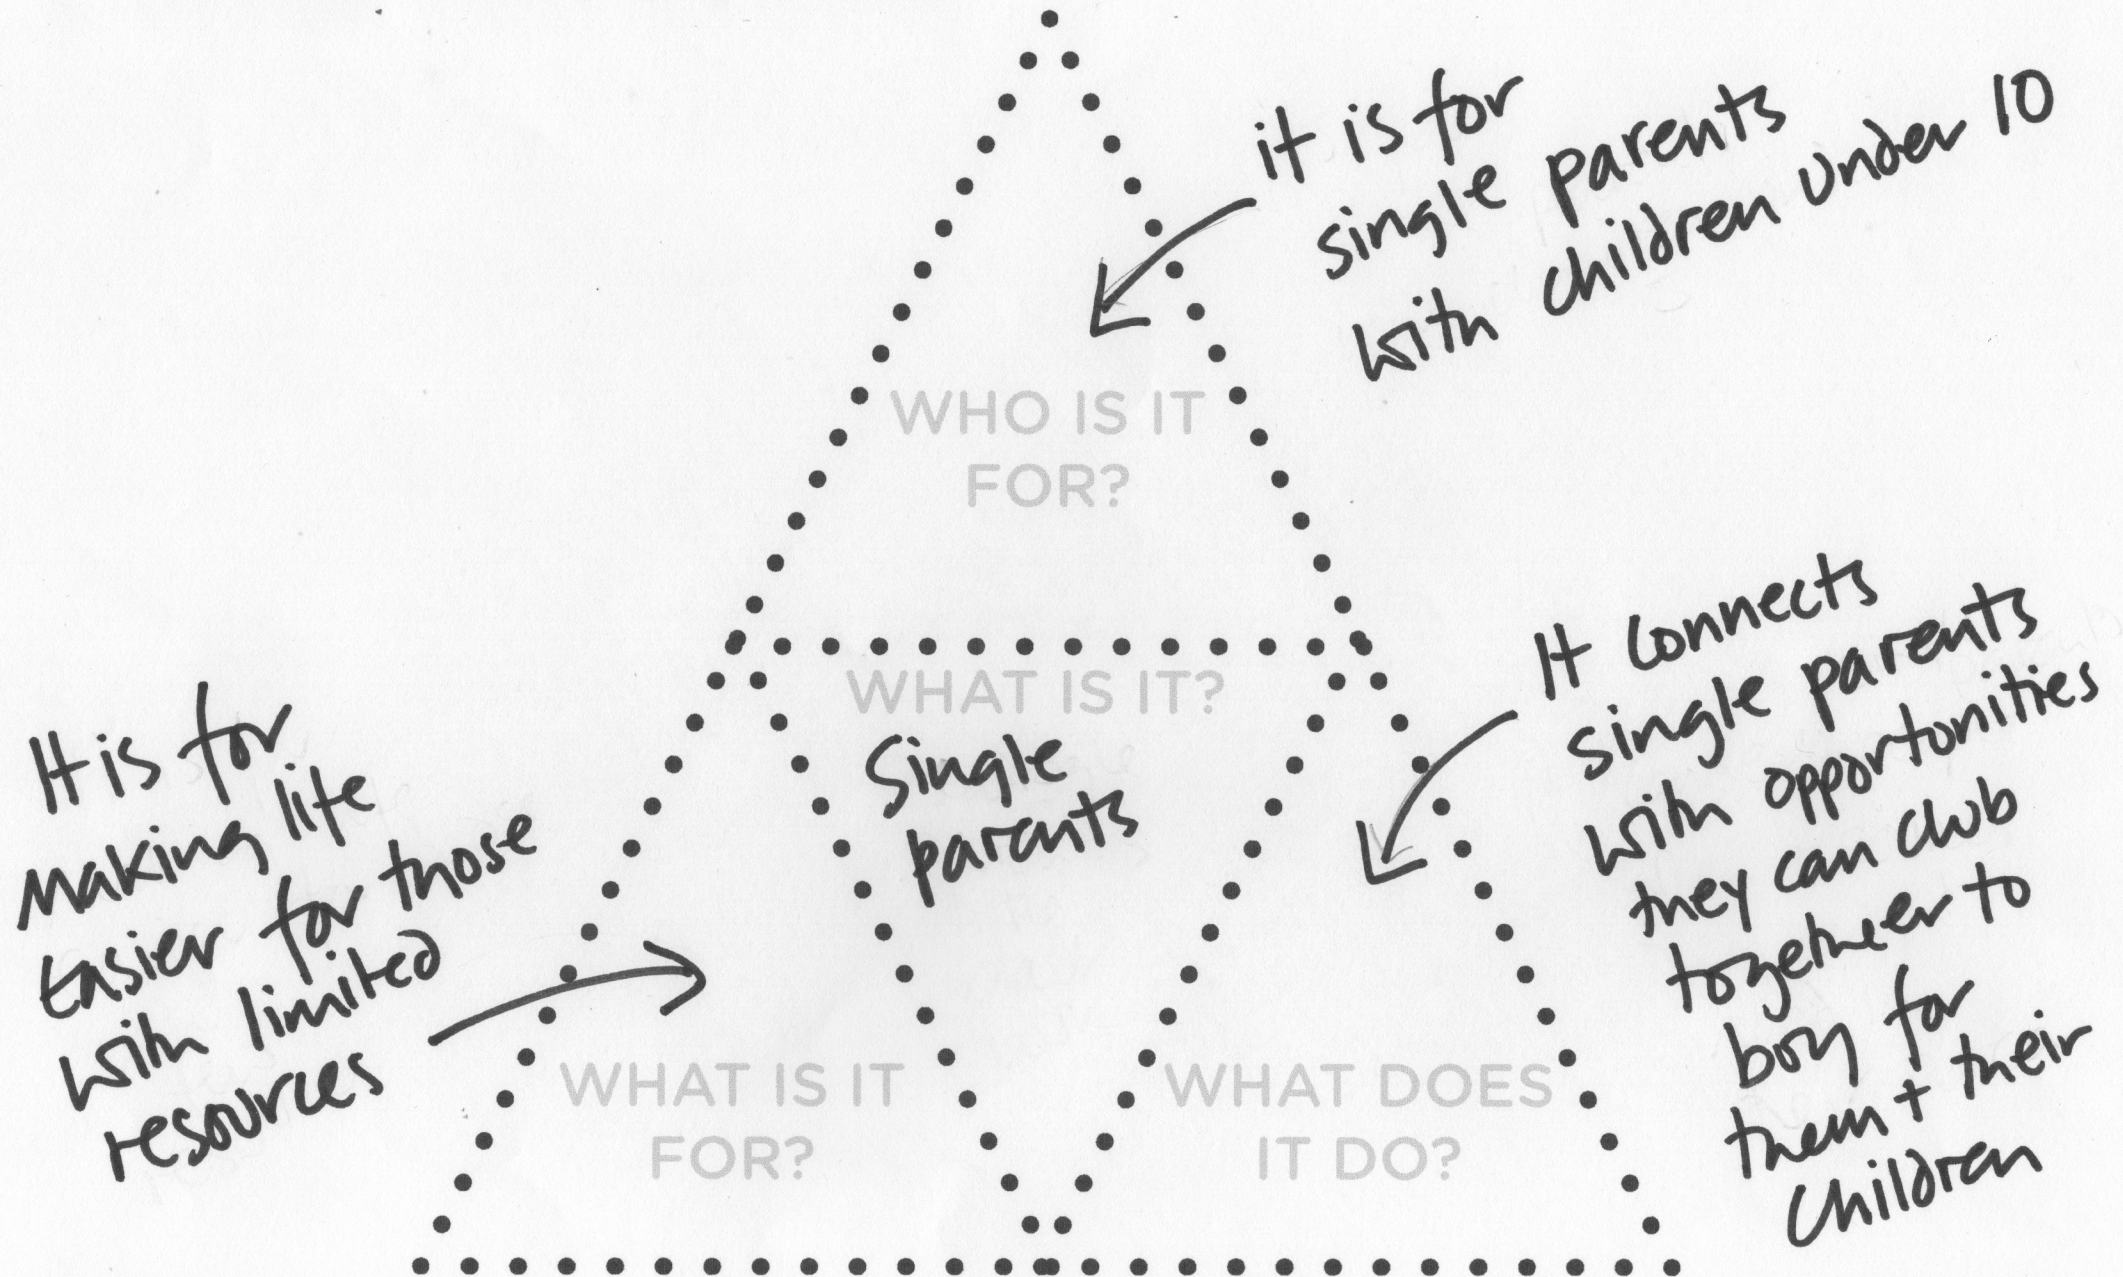 it is for
single parents
with children under 10
WHO IS IT
FOR?
WHAT IS IT?
Single
parents
It is for
making life
easier for those
with limited
resources
WHAT IS IT
FOR?
It connects
single parents
with opportunities
they can club
together to
boy for
them + their
children
WHAT DOES
IT DO?